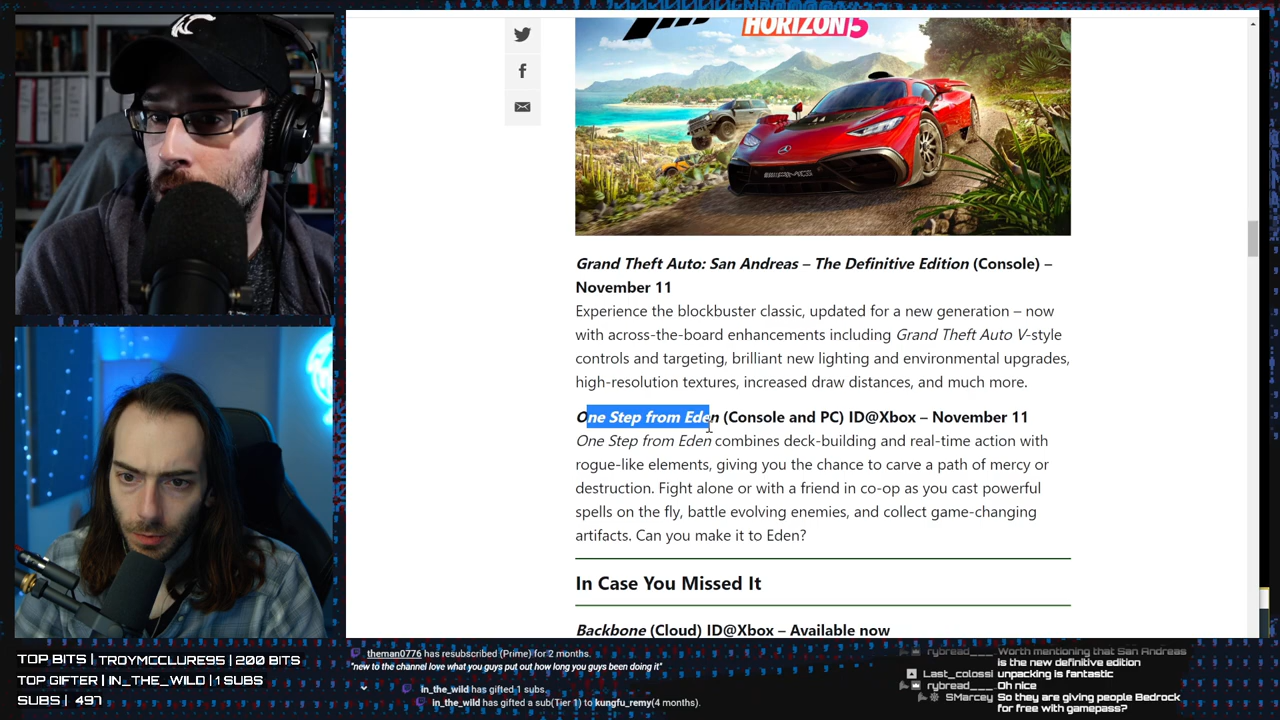 HORIZON 5
Grand Theft Auto: San Andreas – The Definitive Edition (Console) –
November 11
Experience the blockbuster classic, updated for a new generation – now
with across-the-board enhancements including Grand Theft Auto V-style
controls and targeting, brilliant new lighting and environmental upgrades,
high-resolution textures, increased draw distances, and much more.
One Step from Eden (Console and PC) ID@Xbox – November 11
One Step from Eden combines deck-building and real-time action with
rogue-like elements, giving you the chance to carve a path of mercy or
destruction. Fight alone or with a friend in co-op as you cast powerful
spells on the fly, battle evolving enemies, and collect game-changing
artifacts. Can you make it to Eden?
In Case You Missed It
Backbone (Cloud) ID@Xbox – Available now
TOP BITS | TROYMCCLURE95 | 200 BITS
TOP GIFTER | IN_THE_WILD | 1 SUBS
SUBS | 497
theman0776 has resubscribed (Prime) for 2 months.
"new to the channel love what you guys put out how long you guys been doing it"
in_the_wild has gifted 1 subs.
in_the_wild has gifted a sub(Tier 1) to kungfu_remy(4 months).
rybread___ Worth mentioning that San Andreas
is the new definitive edition
Last_colossi unpacking is fantastic
rybread___ Oh nice
SMarcey So they are giving people Bedrock
for free with gamepass?